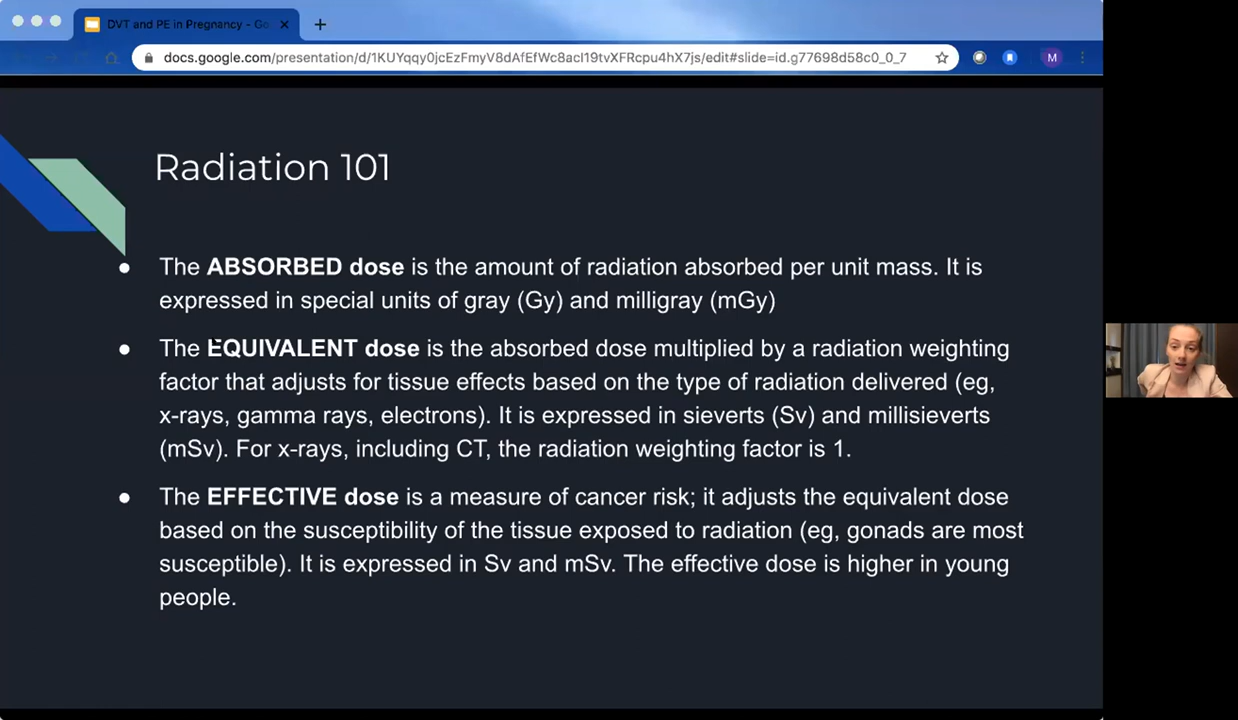 DVT and PE in Pregnancy - Go
docs.google.com/presentation/d/1KUYqqy0jcEzFmyV8dAfEfWc8acI19tvXFRcpu4hX7js/edit#slide=id.g77698d58c0_0_7
M
Radiation 101
The ABSORBED dose is the amount of radiation absorbed per unit mass. It is
expressed in special units of gray (Gy) and milligray (mGy)
The EQUIVALENT dose is the absorbed dose multiplied by a radiation weighting
factor that adjusts for tissue effects based on the type of radiation delivered (eg,
x-rays, gamma rays, electrons). It is expressed in sieverts (Sv) and millisieverts
(mSv). For x-rays, including CT, the radiation weighting factor is 1.
The EFFECTIVE dose is a measure of cancer risk; it adjusts the equivalent dose
based on the susceptibility of the tissue exposed to radiation (eg, gonads are most
susceptible). It is expressed in Sv and mSv. The effective dose is higher in young
people.